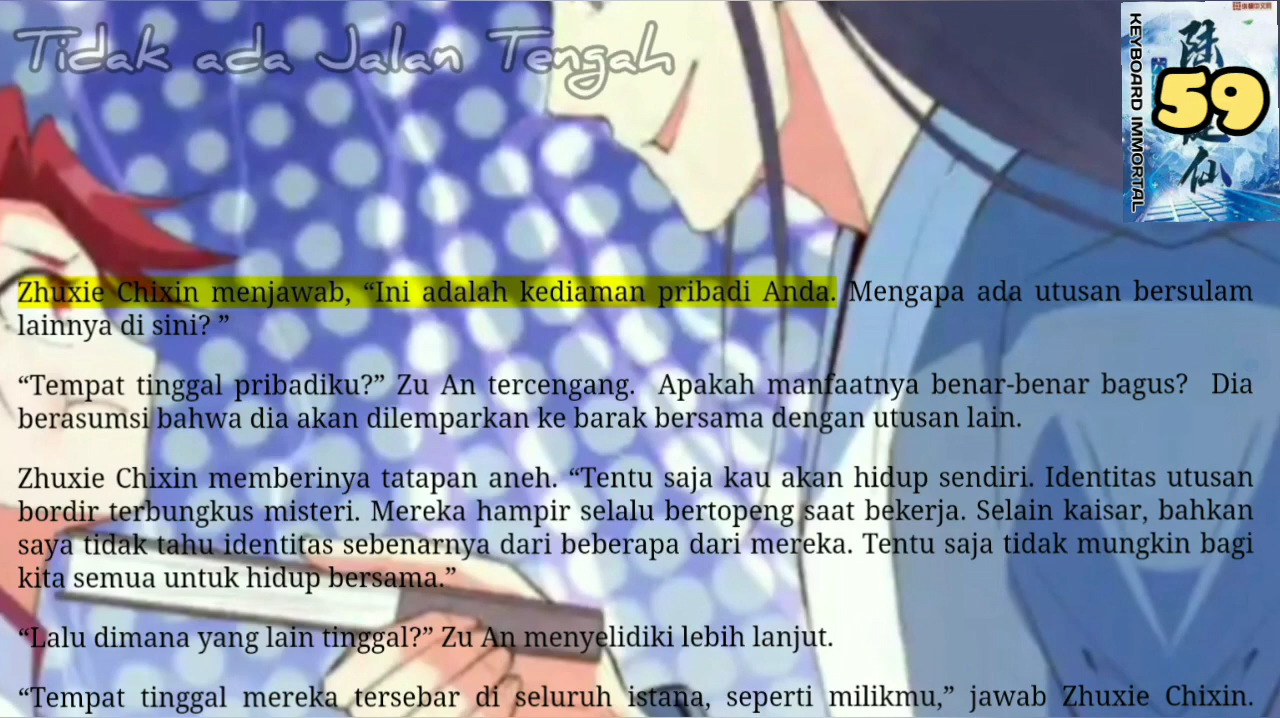 Tidak ada Jalan Tengah
KEYBOARD IMMORTAL
59
仙
Zhuxie Chixin menjawab, “Ini adalah kediaman pribadi Anda. Mengapa ada utusan bersulam
lainnya di sini? ”
“Tempat tinggal pribadiku?” Zu An tercengang.  Apakah manfaatnya benar-benar bagus?  Dia
berasumsi bahwa dia akan dilemparkan ke barak bersama dengan utusan lain.
Zhuxie Chixin memberinya tatapan aneh. “Tentu saja kau akan hidup sendiri. Identitas utusan
bordir terbungkus misteri. Mereka hampir selalu bertopeng saat bekerja. Selain kaisar, bahkan
saya tidak tahu identitas sebenarnya dari beberapa dari mereka. Tentu saja tidak mungkin bagi
kita semua untuk hidup bersama.”
“Lalu dimana yang lain tinggal?” Zu An menyelidiki lebih lanjut.
“Tempat tinggal mereka tersebar di seluruh istana, seperti milikmu,” jawab Zhuxie Chixin.